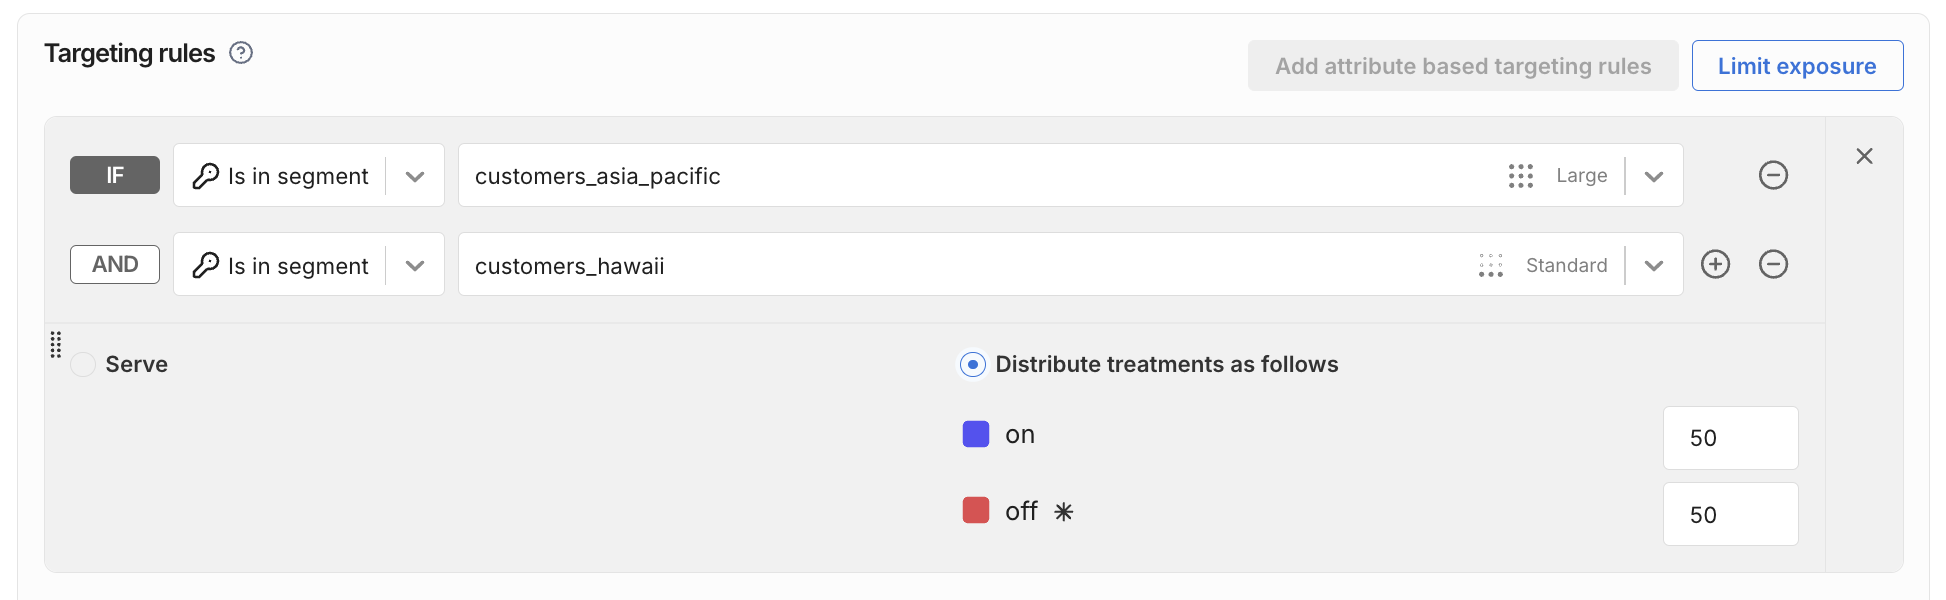 Targeting rules ?
Add attribute based targeting rules
Limit exposure
IF Is in segment customers_asia_pacific Large
AND Is in segment customers_hawaii Standard
Serve
Distribute treatments as follows
on 50
off 50